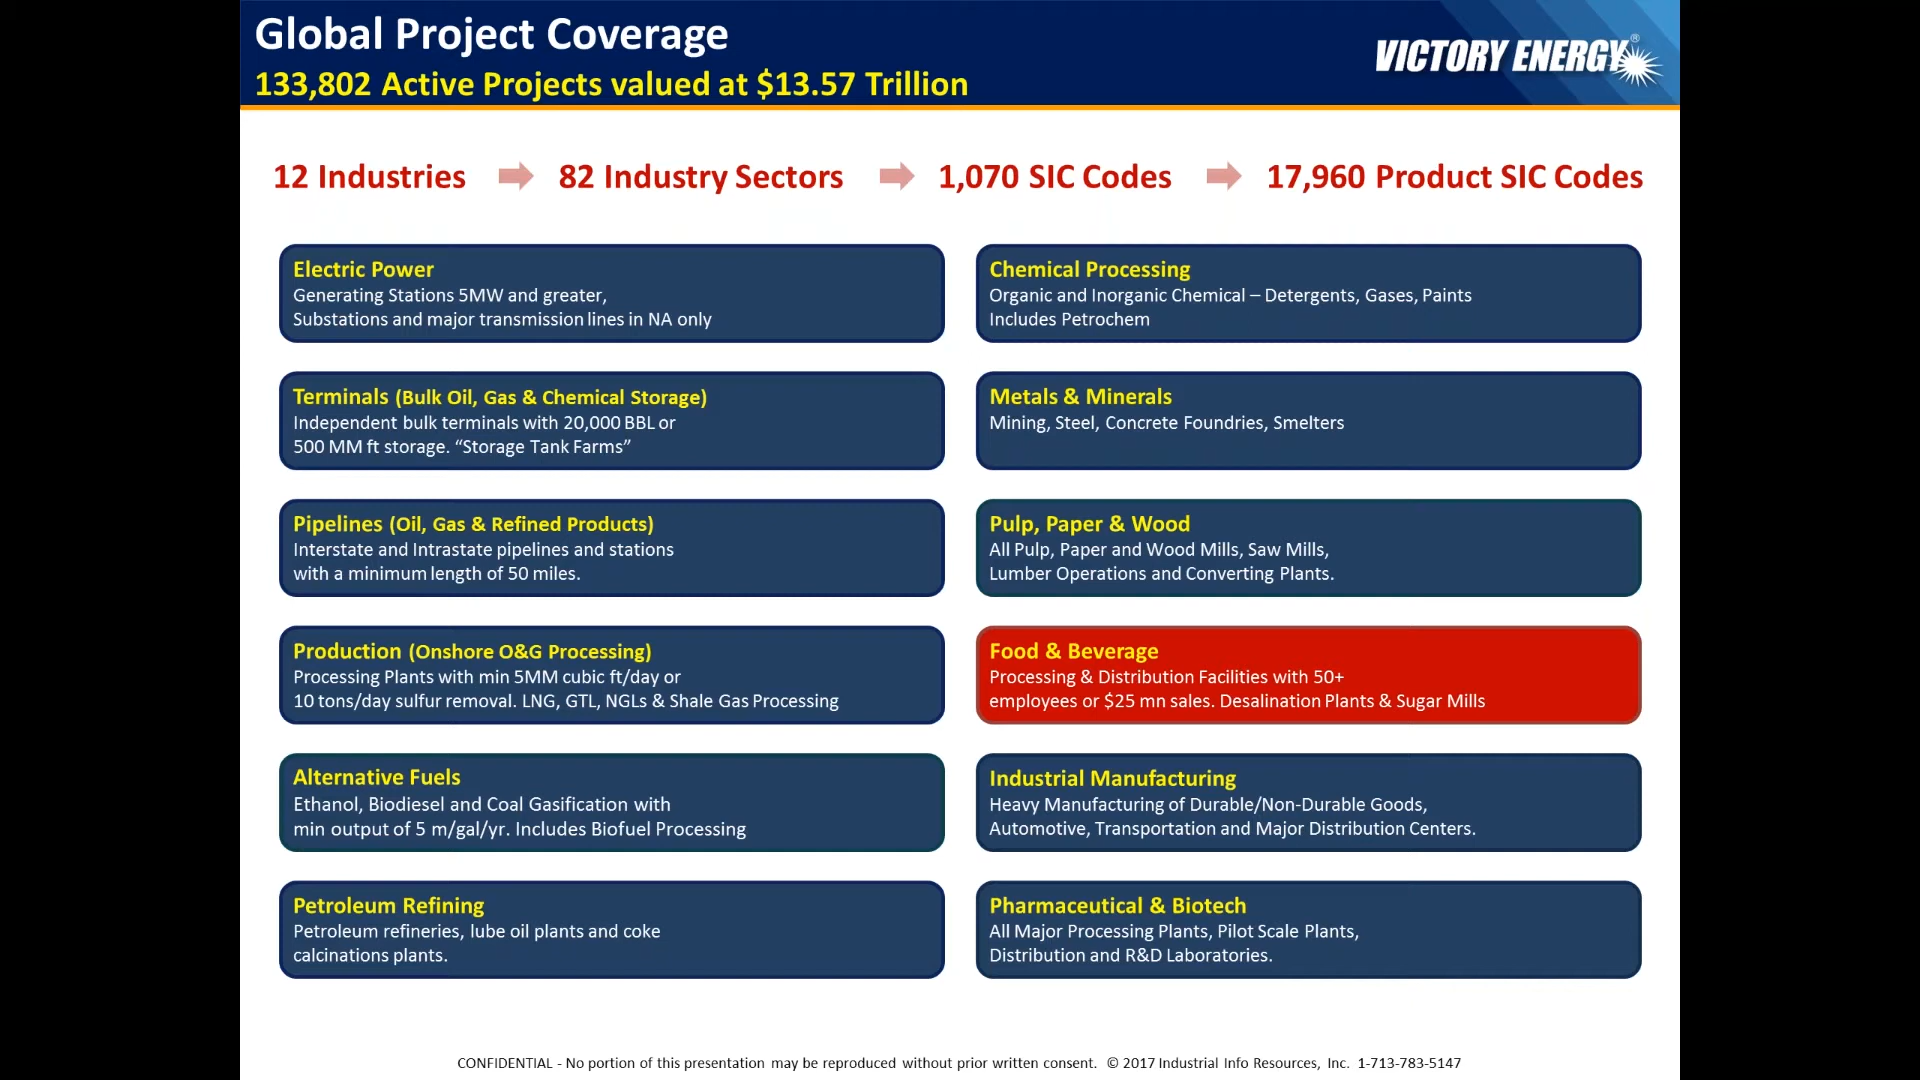 Global Project Coverage
133,802 Active Projects valued at $13.57 Trillion
VICTORY ENERGY®
12 Industries
82 Industry Sectors
1,070 SIC Codes
17,960 Product SIC Codes
Electric Power
Generating Stations 5MW and greater,
Substations and major transmission lines in NA only
Terminals (Bulk Oil, Gas & Chemical Storage)
Independent bulk terminals with 20,000 BBL or
500 MM ft storage. “Storage Tank Farms”
Pipelines (Oil, Gas & Refined Products)
Interstate and Intrastate pipelines and stations
with a minimum length of 50 miles.
Production (Onshore O&G Processing)
Processing Plants with min 5MM cubic ft/day or
10 tons/day sulfur removal. LNG, GTL, NGLs & Shale Gas Processing
Alternative Fuels
Ethanol, Biodiesel and Coal Gasification with
min output of 5 m/gal/yr. Includes Biofuel Processing
Petroleum Refining
Petroleum refineries, lube oil plants and coke
calcinations plants.
Chemical Processing
Organic and Inorganic Chemical – Detergents, Gases, Paints
Includes Petrochem
Metals & Minerals
Mining, Steel, Concrete Foundries, Smelters
Pulp, Paper & Wood
All Pulp, Paper and Wood Mills, Saw Mills,
Lumber Operations and Converting Plants.
Food & Beverage
Processing & Distribution Facilities with 50+
employees or $25 mn sales. Desalination Plants & Sugar Mills
Industrial Manufacturing
Heavy Manufacturing of Durable/Non-Durable Goods,
Automotive, Transportation and Major Distribution Centers.
Pharmaceutical & Biotech
All Major Processing Plants, Pilot Scale Plants,
Distribution and R&D Laboratories.
CONFIDENTIAL - No portion of this presentation may be reproduced without prior written consent. © 2017 Industrial Info Resources, Inc. 1-713-783-5147